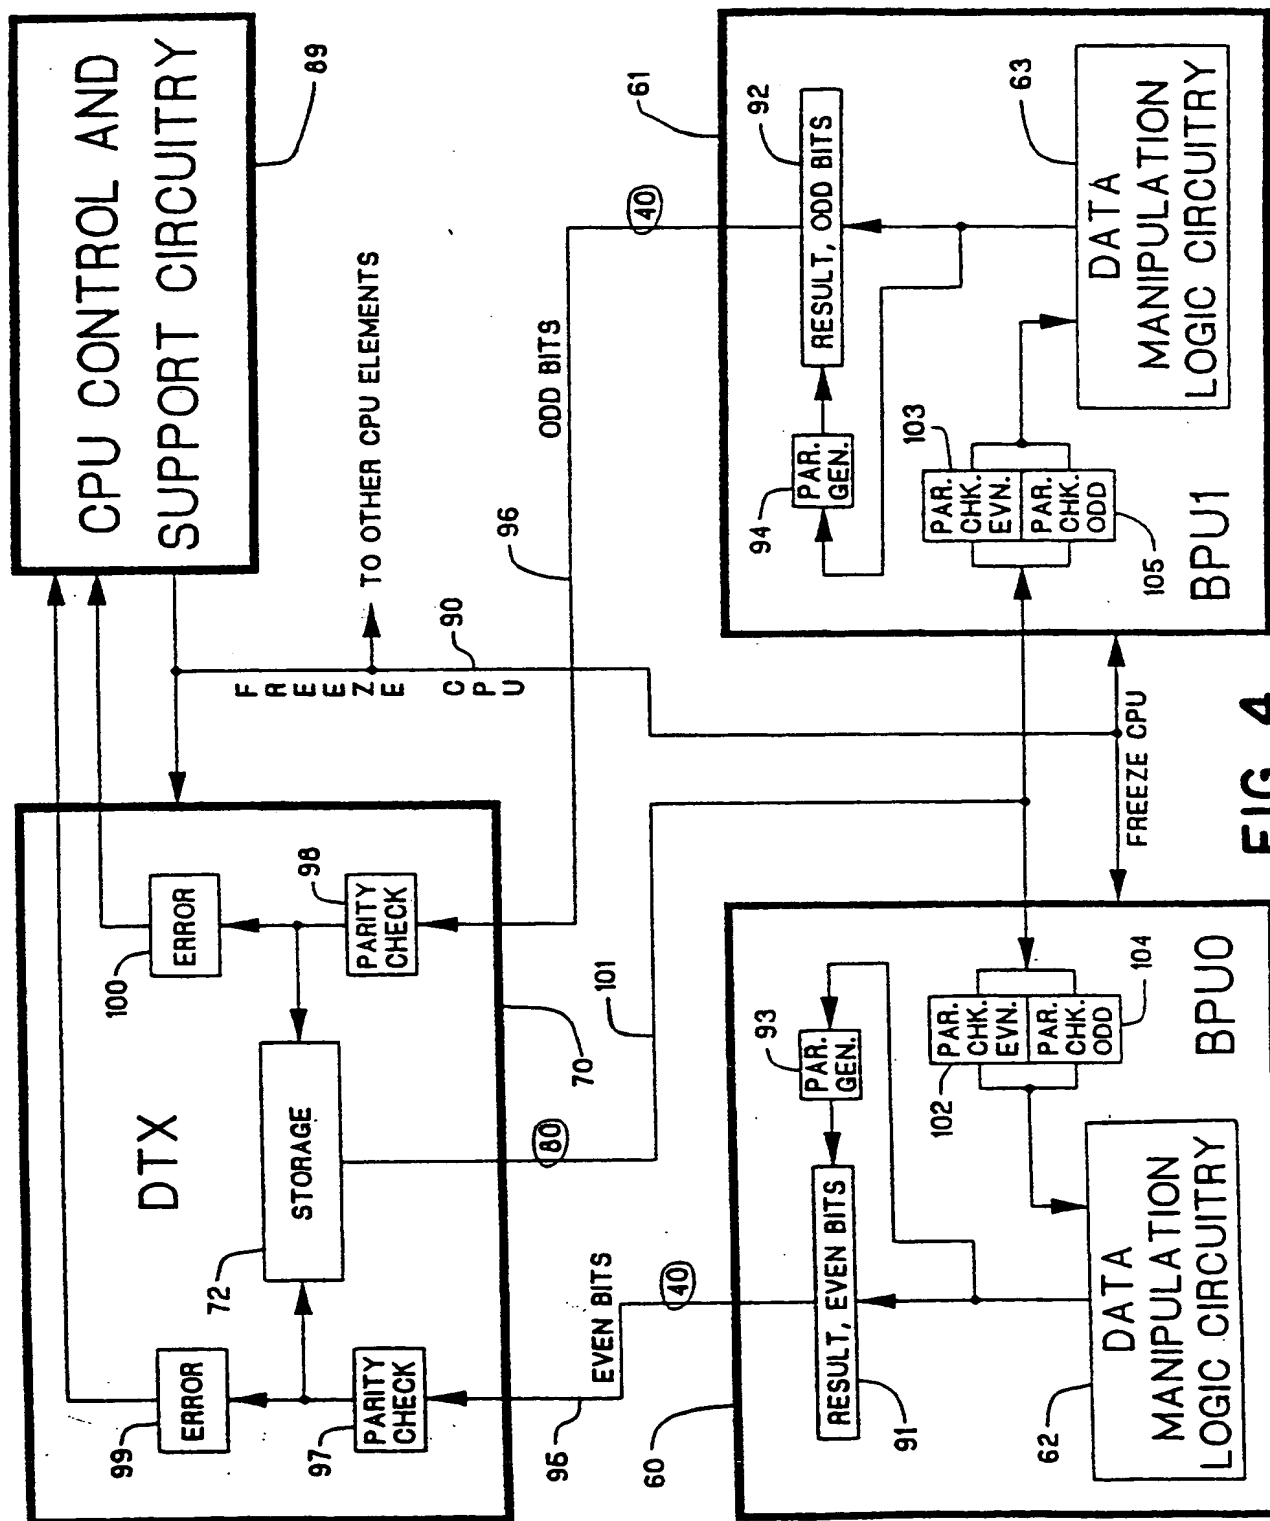 CPU CONTROL AND
SUPPORT CIRCUITRY
89
DTX
99
ERROR
97
PARITY
CHECK
72
STORAGE
100
ERROR
98
PARITY
CHECK
70
FREEZE CPU
90
TO OTHER CPU ELEMENTS
96
ODD BITS
40
61
95
EVEN BITS
40
60
80
101
RESULT, EVEN BITS
91
93
PAR.
GEN.
102
PAR.
CHK.
EVN.
PAR.
CHK.
ODD
104
DATA
MANIPULATION
LOGIC CIRCUITRY
62
BPU0
FREEZE CPU
94
PAR.
GEN.
RESULT, ODD BITS
92
103
PAR.
CHK.
EVN.
PAR.
CHK.
ODD
105
DATA
MANIPULATION
LOGIC CIRCUITRY
63
BPU1
FIG. 4